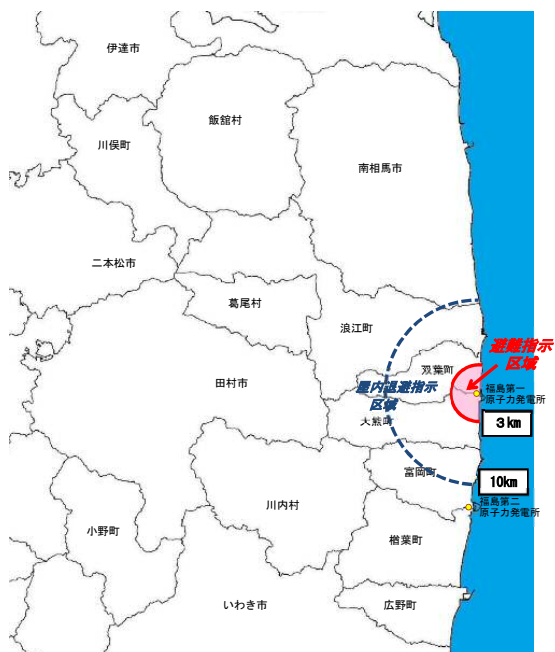 伊達市
飯舘村
川俣町
南相馬市
二本松市
葛尾村
浪江町
避難指示
区域
双葉町
田村市
屋内退避指示
区域
福島第一
原子力発電所
大熊町
3km
富岡町
10km
川内村
福島第二
原子力発電所
小野町
楢葉町
いわき市
広野町